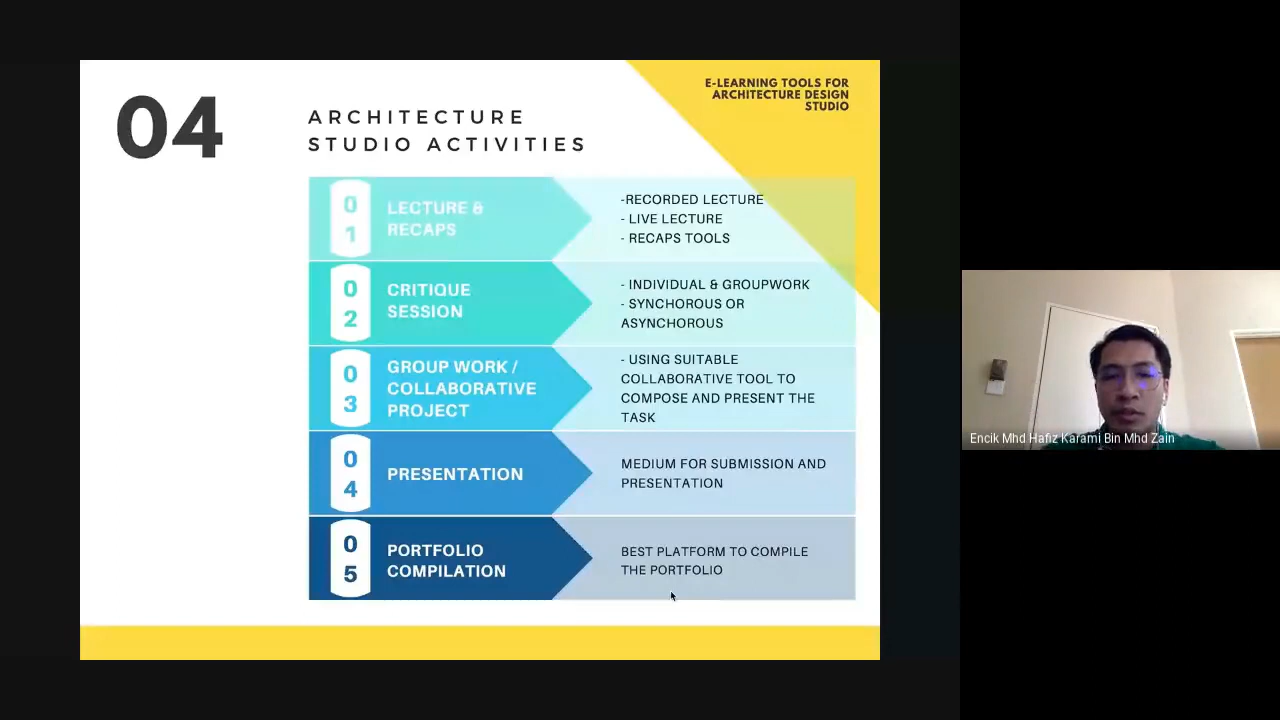 04
ARCHITECTURE
STUDIO ACTIVITIES
E-LEARNING TOOLS FOR
ARCHITECTURE DESIGN
STUDIO
0
1
LECTURE &
RECAPS
-RECORDED LECTURE
- LIVE LECTURE
- RECAPS TOOLS
0
2
CRITIQUE
SESSION
- INDIVIDUAL & GROUPWORK
- SYNCHOROUS OR
ASYNCHOROUS
0
3
GROUP WORK /
COLLABORATIVE
PROJECT
- USING SUITABLE
COLLABORATIVE TOOL TO
COMPOSE AND PRESENT THE
TASK
0
4
PRESENTATION
MEDIUM FOR SUBMISSION AND
PRESENTATION
0
5
PORTFOLIO
COMPILATION
BEST PLATFORM TO COMPILE
THE PORTFOLIO
Encik Mhd Hafiz Karami Bin Mhd Zain